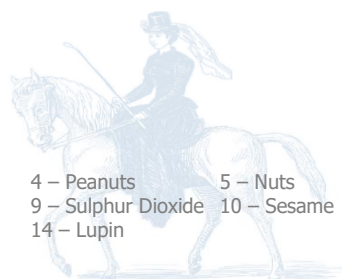 4 – Peanuts 5 – Nuts
9 – Sulphur Dioxide 10 – Sesame
14 – Lupin